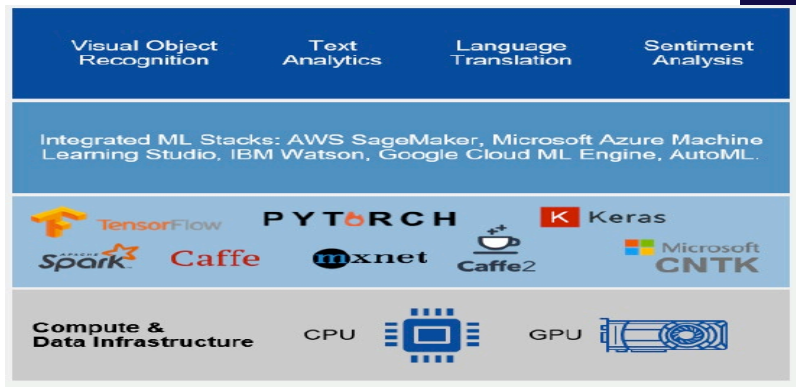 Visual Object
Recognition
Text
Analytics
Language
Translation
Sentiment
Analysis
Integrated ML Stacks: AWS SageMaker, Microsoft Azure Machine
Learning Studio, IBM Watson, Google Cloud ML Engine, AutoML.
TensorFlow
PYTORCH
K Keras
APACHE
Spark
Caffe
mxnet
Caffe2
Microsoft
CNTK
Compute &
Data Infrastructure
CPU
GPU